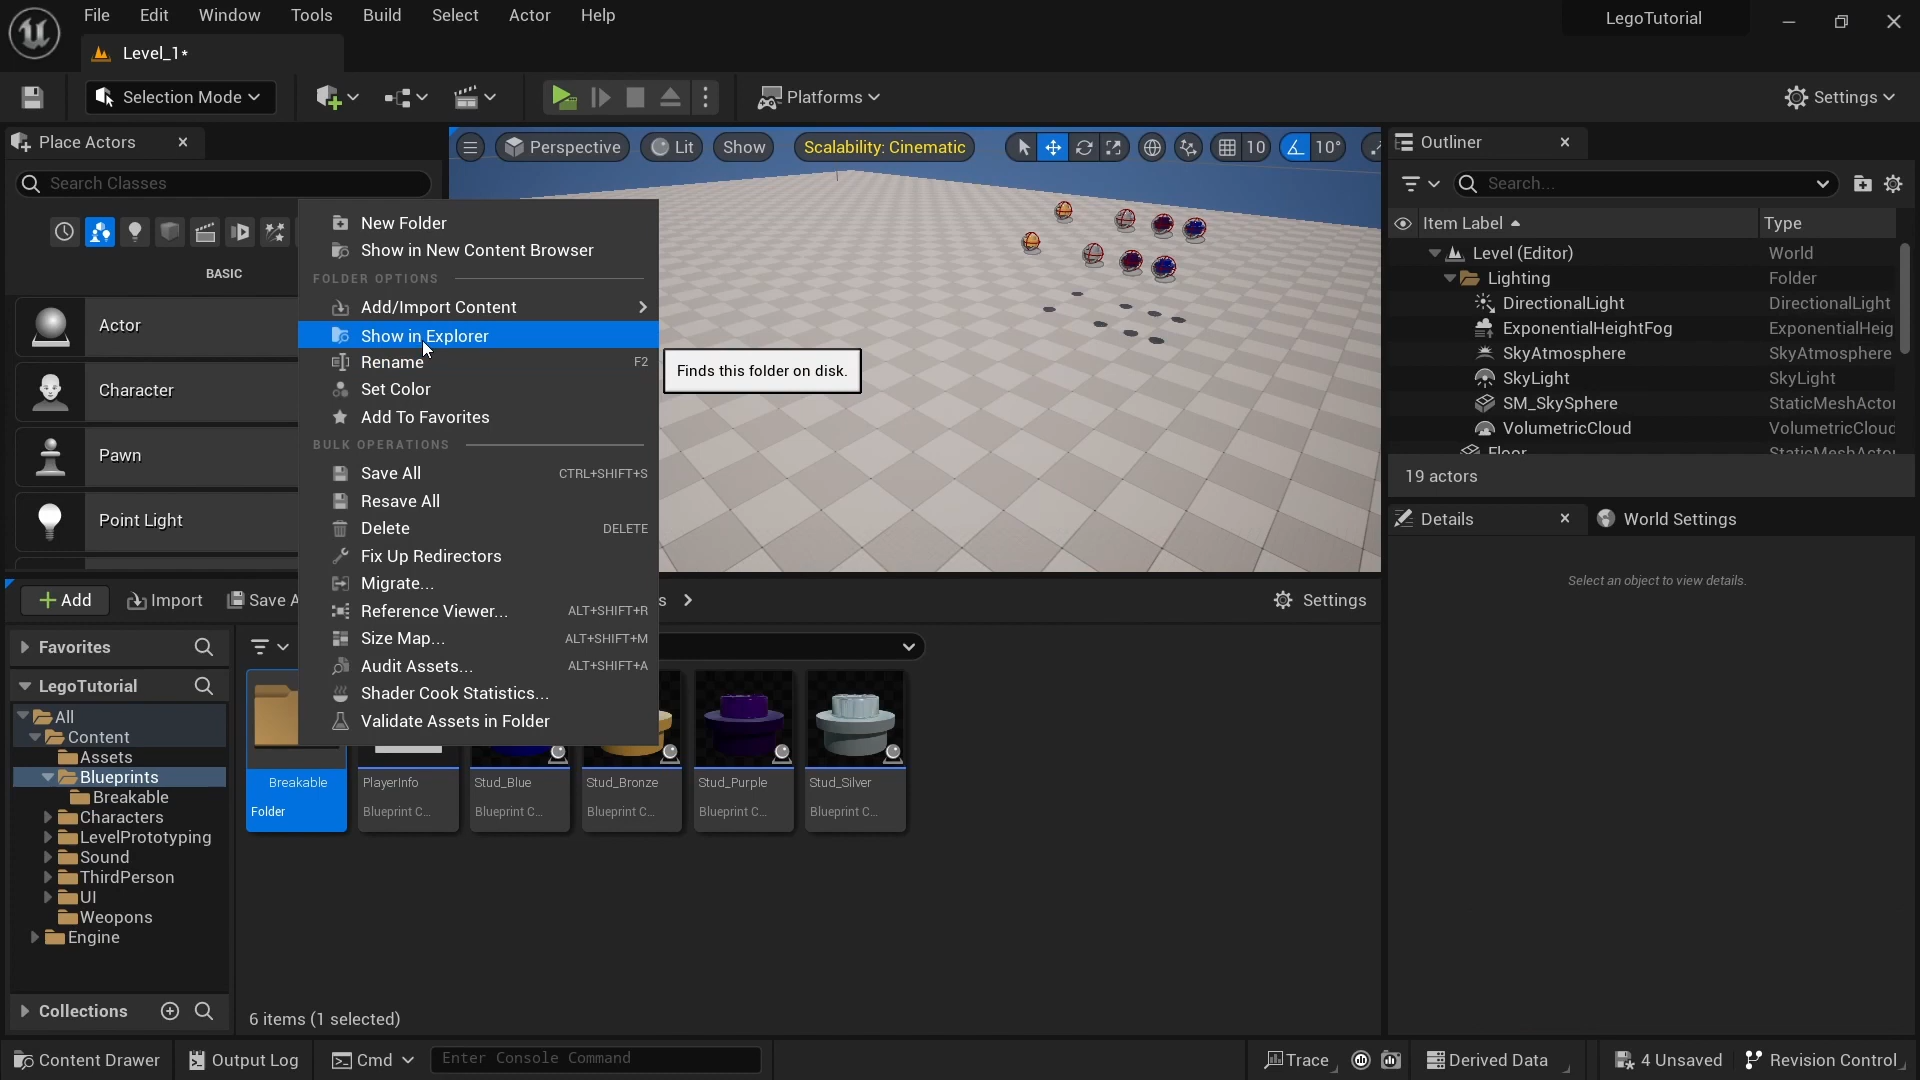 File Edit Window Tools Build Select Actor Help
LegoTutorial
Level_1*
Selection Mode
Platforms
Settings
Place Actors
Search Classes
BASIC
Actor
Character
Pawn
Point Light
New Folder
Show in New Content Browser
FOLDER OPTIONS
Add/Import Content
Show in Explorer
Rename F2
Set Color
Add To Favorites
BULK OPERATIONS
Save All CTRL+SHIFT+S
Resave All
Delete DELETE
Fix Up Redirectors
Migrate...
Reference Viewer... ALT+SHIFT+R
Size Map... ALT+SHIFT+M
Audit Assets... ALT+SHIFT+A
Shader Cook Statistics...
Validate Assets in Folder
Finds this folder on disk.
Perspective Lit Show Scalability: Cinematic 10 10°
Outliner
Search...
Item Label Type
Level (Editor) World
Lighting Folder
DirectionalLight DirectionalLight
ExponentialHeightFog ExponentialHeig
SkyAtmosphere SkyAtmosphere
SkyLight SkyLight
SM_SkySphere StaticMeshActor
VolumetricCloud VolumetricCloud
Floor StaticMeshActor
19 actors
Details World Settings
Select an object to view details.
Add Import Save A s Settings
Favorites
LegoTutorial
All
Content
Assets
Blueprints
Breakable
Characters
LevelPrototyping
Sound
ThirdPerson
UI
Weopons
Engine
Collections
Breakable
Folder
PlayerInfo
Blueprint C...
Stud_Blue
Blueprint C...
Stud_Bronze
Blueprint C...
Stud_Purple
Blueprint C...
Stud_Silver
Blueprint C...
6 items (1 selected)
Content Drawer Output Log Cmd Enter Console Command Trace Derived Data 4 Unsaved Revision Control